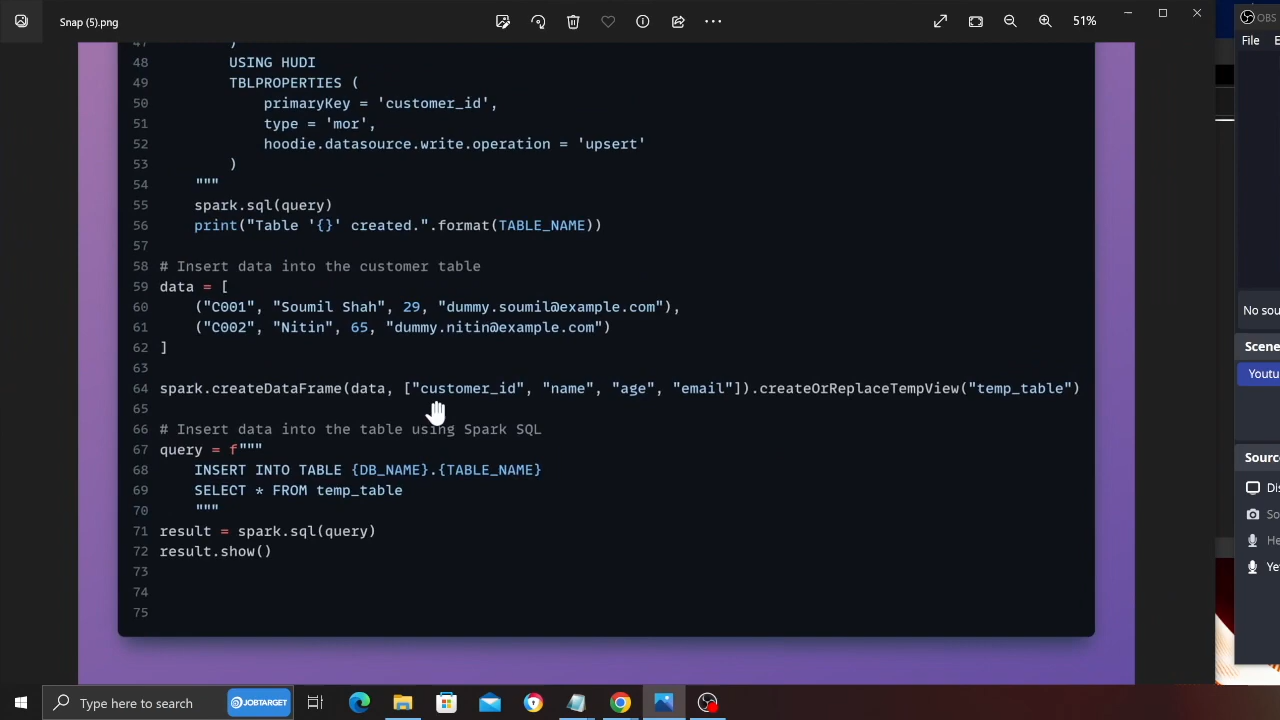 Snap (5).png
51%
OBS
File
47 )
48 USING HUDI
49 TBLPROPERTIES (
50 primaryKey = 'customer_id',
51 type = 'mor',
52 hoodie.datasource.write.operation = 'upsert'
53 )
54 """
55 spark.sql(query)
56 print("Table '{}' created.".format(TABLE_NAME))
57
58 # Insert data into the customer table
59 data = [
60 ("C001", "Soumil Shah", 29, "dummy.soumil@example.com"),
61 ("C002", "Nitin", 65, "dummy.nitin@example.com")
62 ]
63
64 spark.createDataFrame(data, ["customer_id", "name", "age", "email"]).createOrReplaceTempView("temp_table")
65
66 # Insert data into the table using Spark SQL
67 query = f"""
68 INSERT INTO TABLE {DB_NAME}.{TABLE_NAME}
69 SELECT * FROM temp_table
70 """
71 result = spark.sql(query)
72 result.show()
73
74
75
No sou
Scene
Youtu
Sourc
Dis
So
He
Ye
Type here to search
JOBTARGET